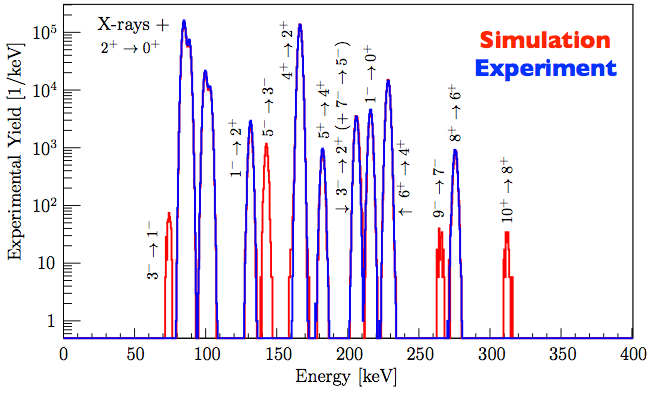 X-rays +
2⁺ → 0⁺
Simulation
Experiment
Experimental Yield [1/keV]
10⁵
10⁴
10³
10²
10
1
3⁻ → 1⁻
1⁻ → 2⁺
5⁻ → 3⁻
4⁺ → 2⁺
5⁺ → 4⁺
↓ 3⁻ → 2⁺ (+ 7⁻ → 5⁻)
1⁻ → 0⁺
↑ 6⁺ → 4⁺
9⁻ → 7⁻
8⁺ → 6⁺
10⁺ → 8⁺
0 50 100 150 200 250 300 350 400
Energy [keV]